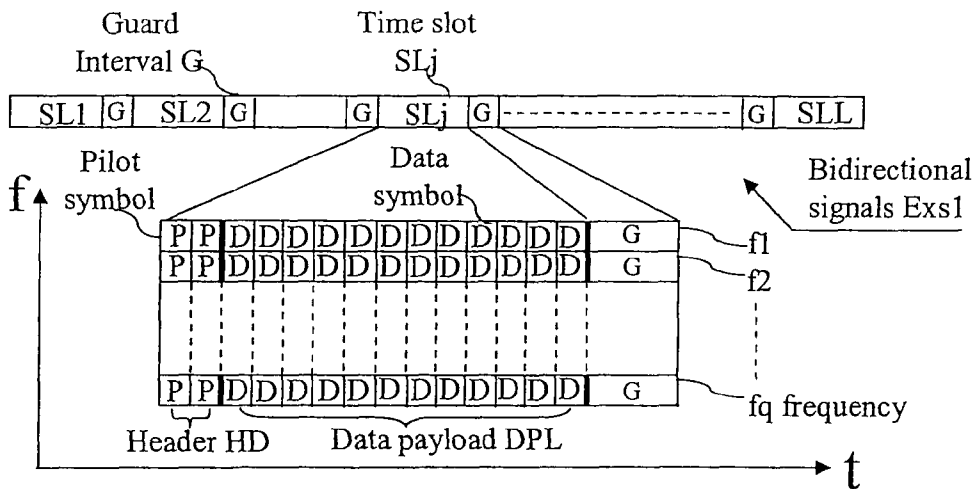 Guard
Interval G
Time slot
SLj
SL1 G SL2 G G SLj G G SLL
Pilot
symbol
Data
symbol
Bidirectional
signals Exs1
f
P P D D D D D D D D D D D D G f1
P P D D D D D D D D D D D D G f2
P P D D D D D D D D D D D D G fq frequency
Header HD Data payload DPL
t